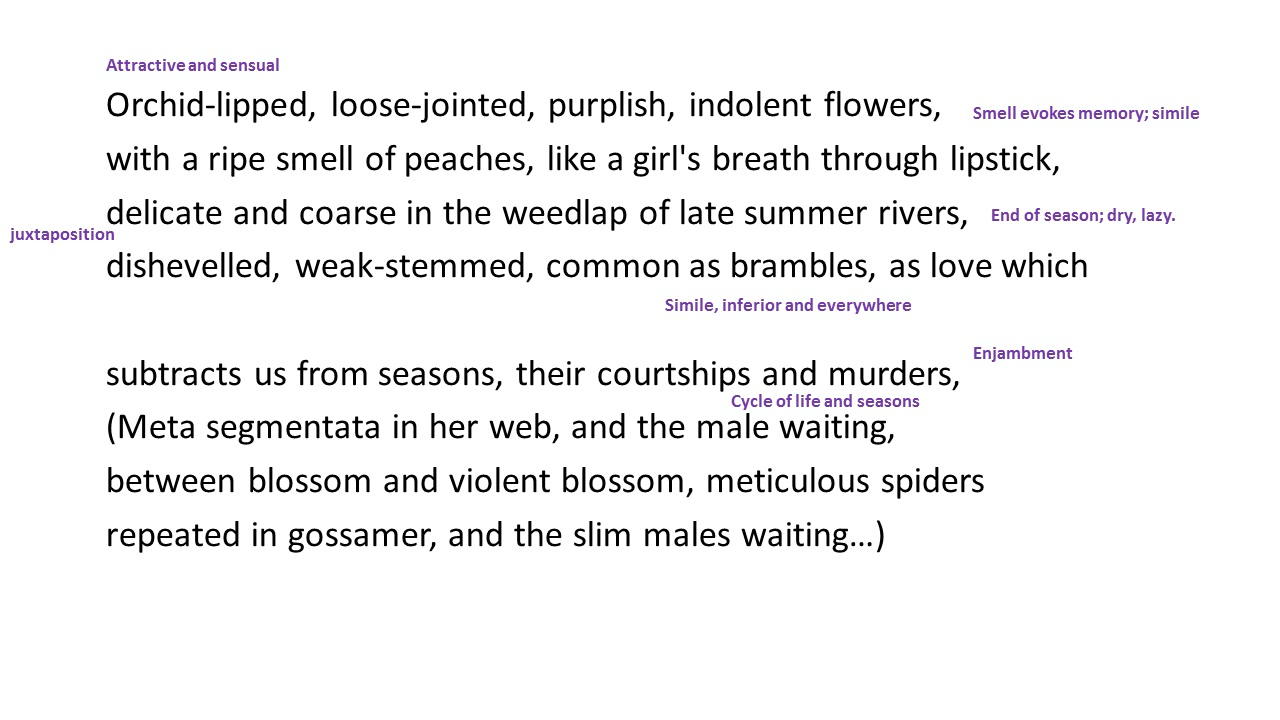 Attractive and sensual
Orchid-lipped, loose-jointed, purplish, indolent flowers,
Smell evokes memory; simile
with a ripe smell of peaches, like a girl's breath through lipstick,
delicate and coarse in the weedlap of late summer rivers,
End of season; dry, lazy.
juxtaposition
dishevelled, weak-stemmed, common as brambles, as love which
Simile, inferior and everywhere
Enjambment
subtracts us from seasons, their courtships and murders,
Cycle of life and seasons
(Meta segmentata in her web, and the male waiting,
between blossom and violent blossom, meticulous spiders
repeated in gossamer, and the slim males waiting…)